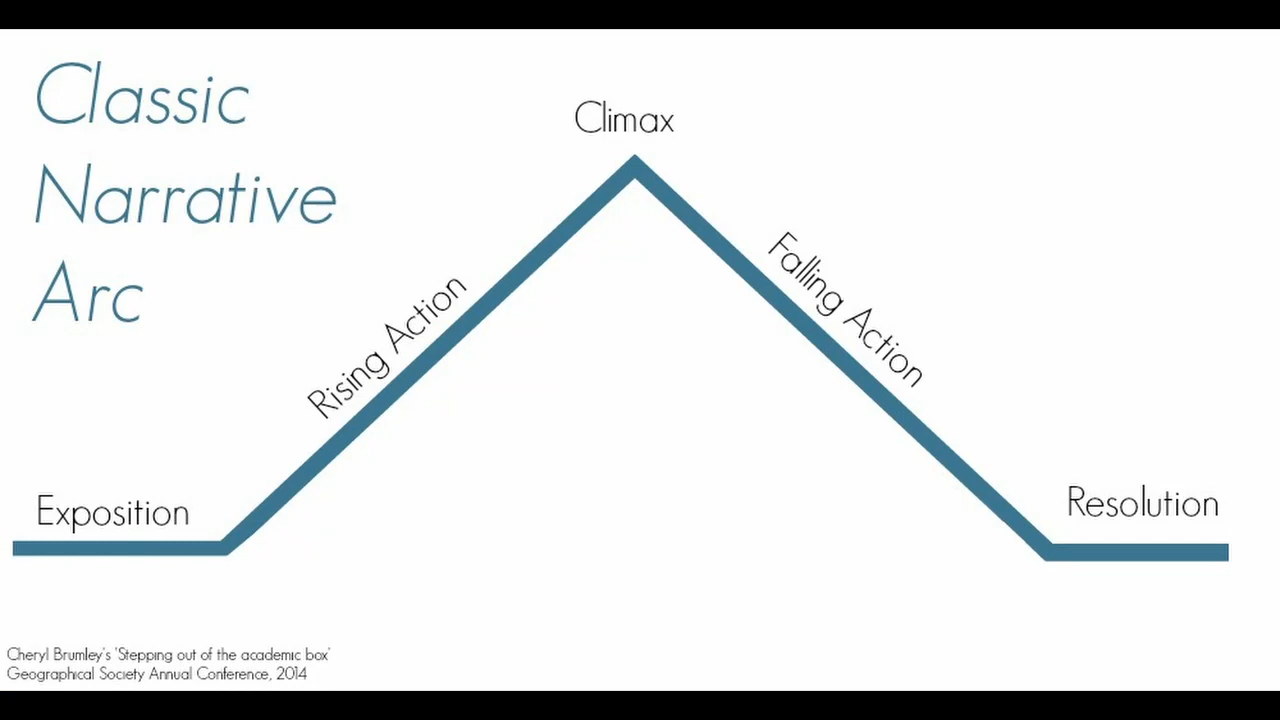 Classic
Narrative
Arc
Climax
Rising Action
Falling Action
Exposition
Resolution
Cheryl Brumley's 'Stepping out of the academic box'
Geographical Society Annual Conference, 2014